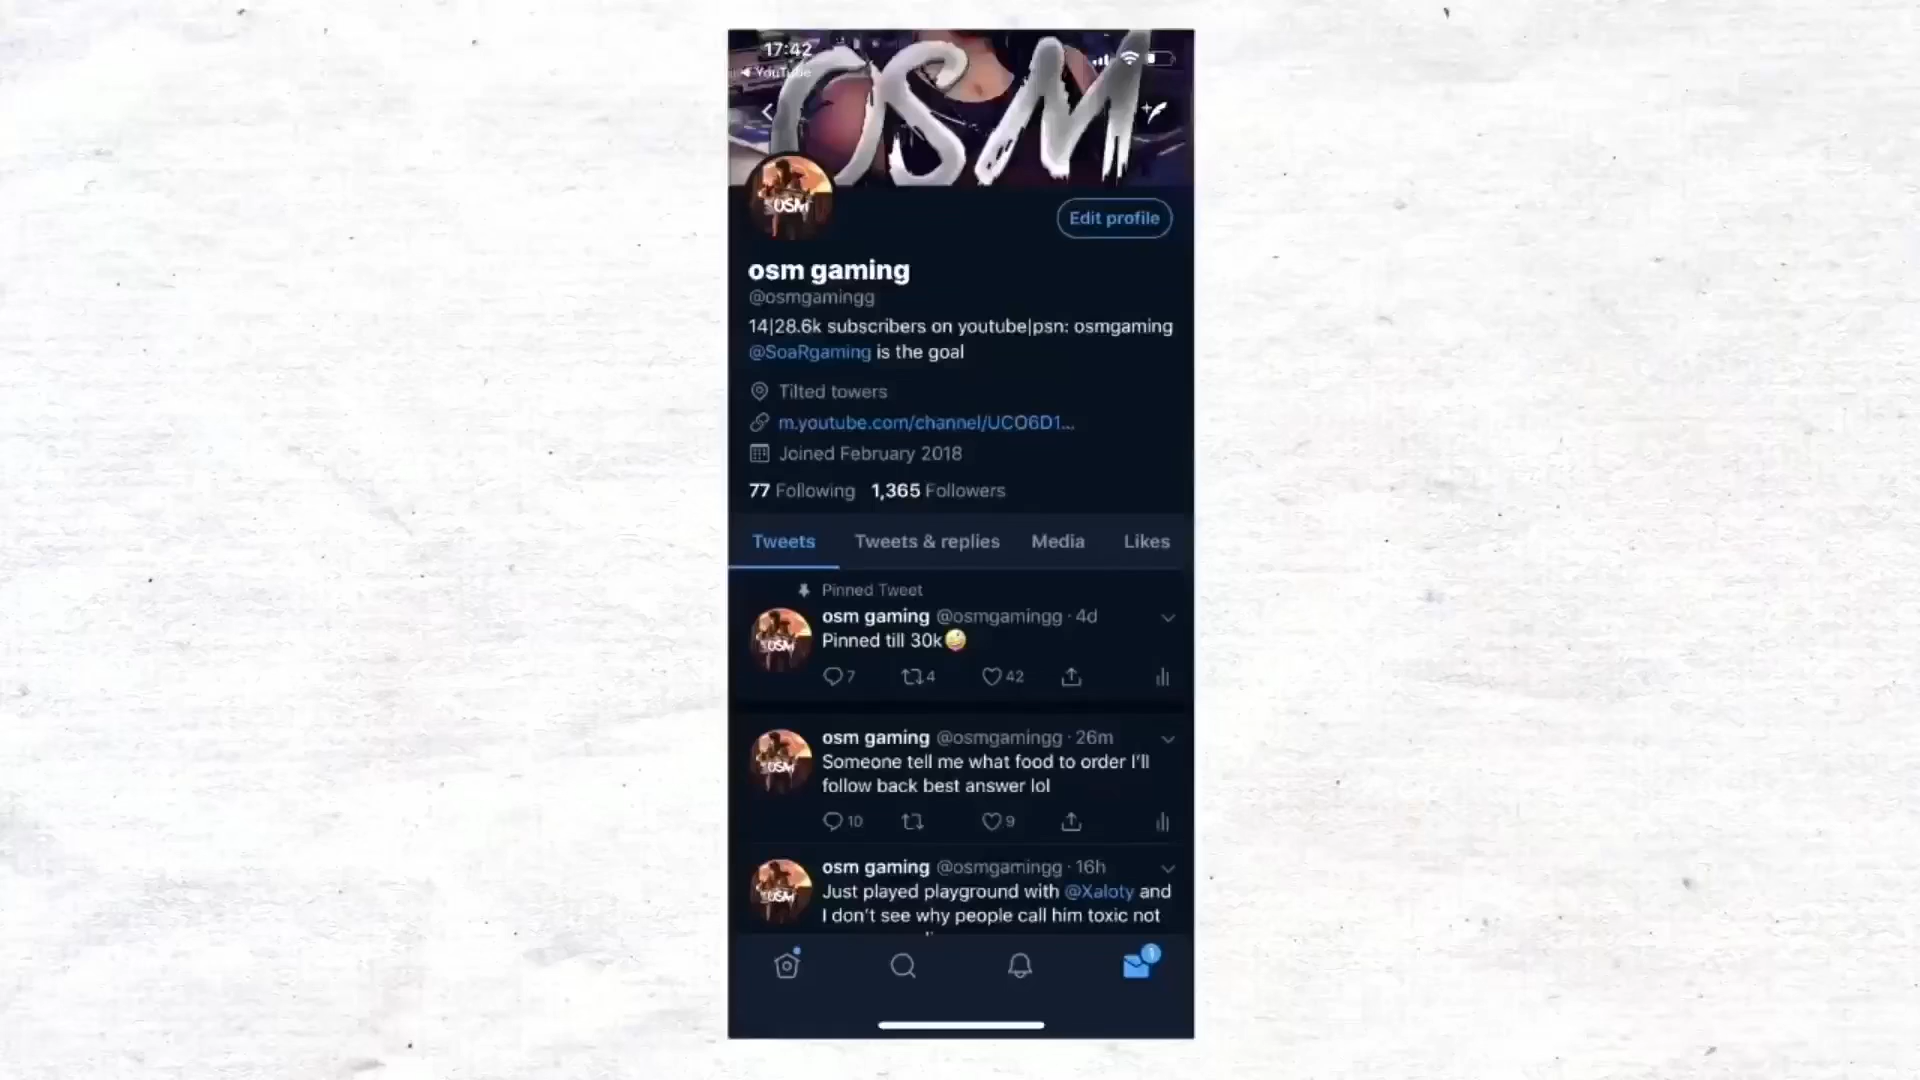 17:42
YouTube
OSM
OSM
Edit profile
osm gaming
@osmgamingg
14|28.6k subscribers on youtube|psn: osmgaming
@SoaRgaming is the goal
Tilted towers
m.youtube.com/channel/UCO6D1...
Joined February 2018
77 Following 1,365 Followers
Tweets Tweets & replies Media Likes
Pinned Tweet
osm gaming @osmgamingg · 4d
Pinned till 30k🤪
OSM
7 4 42
osm gaming @osmgamingg · 26m
Someone tell me what food to order I'll
OSM
follow back best answer lol
10 9
osm gaming @osmgamingg · 16h
Just played playground with @Xaloty and
OSM
I don't see why people call him toxic not
1